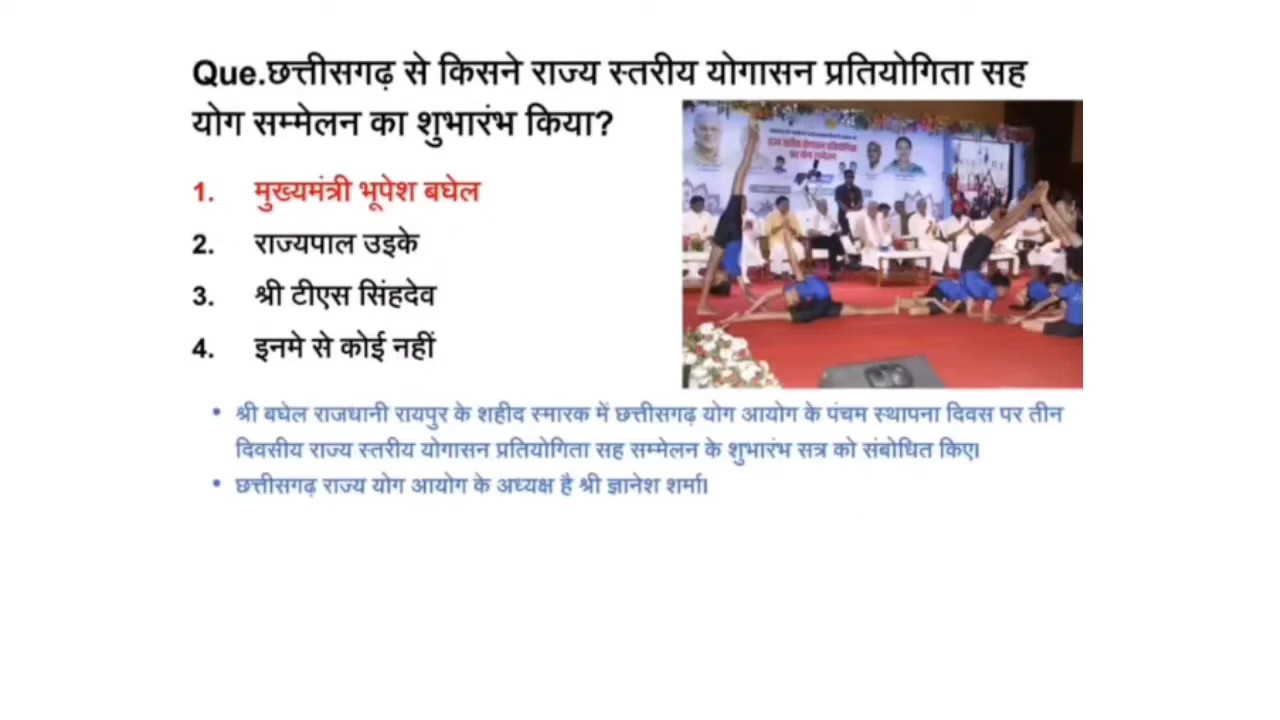 Que.छत्तीसगढ़ से किसने राज्य स्तरीय योगासन प्रतियोगिता सह
योग सम्मेलन का शुभारंभ किया?
1. मुख्यमंत्री भूपेश बघेल
2. राज्यपाल उइके
3. श्री टीएस सिंहदेव
4. इनमे से कोई नहीं
• श्री बघेल राजधानी रायपुर के शहीद स्मारक में छत्तीसगढ़ योग आयोग के पंचम स्थापना दिवस पर तीन
दिवसीय राज्य स्तरीय योगासन प्रतियोगिता सह सम्मेलन के शुभारंभ सत्र को संबोधित किए।
• छत्तीसगढ़ राज्य योग आयोग के अध्यक्ष है श्री ज्ञानेश शर्मा।